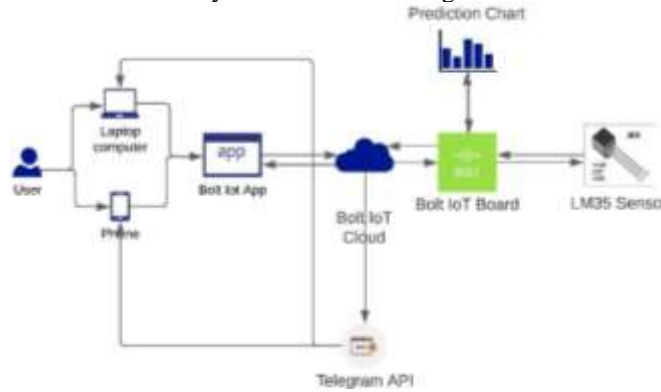 Prediction Chart
Laptop
computer
app
User
Bolt Iot App
Phone
Bolt IoT
Cloud
Bolt IoT Board
LM35 Senso
Telegram API